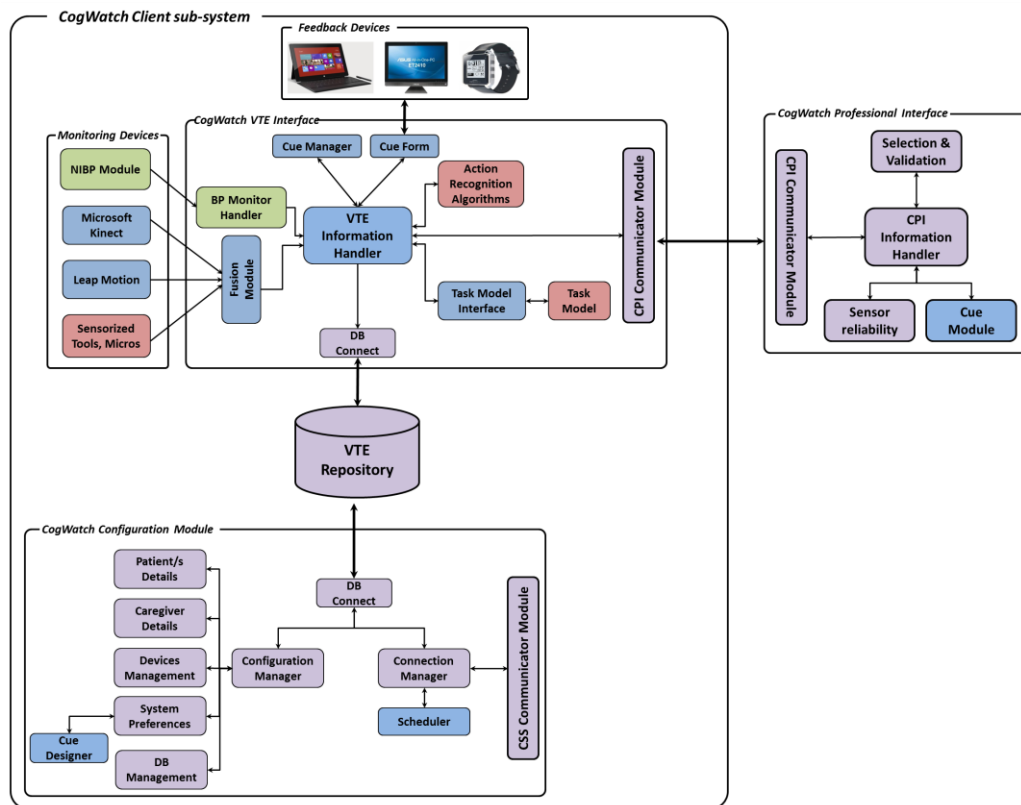 CogWatch Client sub-system
Feedback Devices
CogWatch VTE Interface
Monitoring Devices
NIBP Module
Microsoft
Kinect
Leap Motion
Sensorized
Tools, Micros
Cue Manager
Cue Form
BP Monitor
Handler
Fusion
Module
VTE
Information
Handler
Action
Recognition
Algorithms
Task Model
Interface
Task
Model
DB
Connect
CPI Communicator Module
CogWatch Professional Interface
CPI Communicator Module
Selection &
Validation
CPI
Information
Handler
Sensor
reliability
Cue
Module
VTE
Repository
CogWatch Configuration Module
Patient/s
Details
Caregiver
Details
Devices
Management
System
Preferences
Cue
Designer
DB
Management
DB
Connect
Configuration
Manager
Connection
Manager
Scheduler
CSS Communicator Module